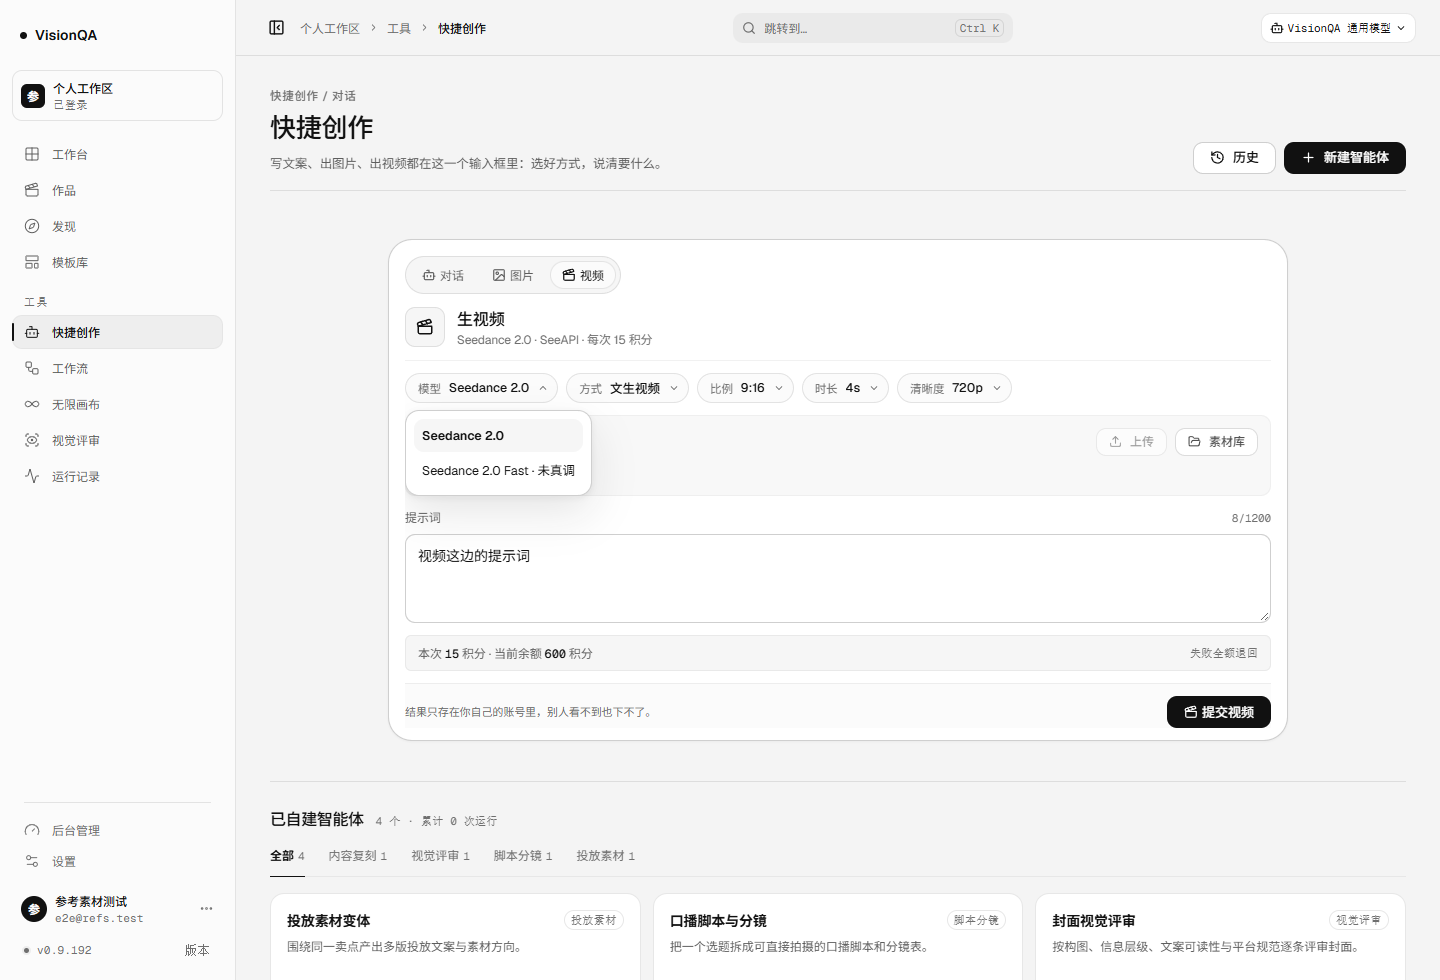 VisionQA
参
个人工作区
已登录
工作台
作品
发现
模板库
工具
快捷创作
工作流
无限画布
视觉评审
运行记录
后台管理
设置
参
参考素材测试
e2e@refs.test
v0.9.192
版本
个人工作区 > 工具 > 快捷创作
跳转到…
Ctrl K
VisionQA 通用模型
快捷创作 / 对话
快捷创作
写文案、出图片、出视频都在这一个输入框里：选好方式，说清要什么。
历史
新建智能体
对话
图片
视频
生视频
Seedance 2.0 · SeeAPI · 每次 15 积分
模型 Seedance 2.0
方式 文生视频
比例 9:16
时长 4s
清晰度 720p
Seedance 2.0
Seedance 2.0 Fast · 未真调
上传
素材库
提示词
8/1200
视频这边的提示词
本次 15 积分 · 当前余额 600 积分
失败全额退回
结果只存在你自己的账号里，别人看不到也下不了。
提交视频
已自建智能体
4 个 · 累计 0 次运行
全部 4
内容复刻 1
视觉评审 1
脚本分镜 1
投放素材 1
投放素材变体
投放素材
围绕同一卖点产出多版投放文案与素材方向。
口播脚本与分镜
脚本分镜
把一个选题拆成可直接拍摄的口播脚本和分镜表。
封面视觉评审
视觉评审
按构图、信息层级、文案可读性与平台规范逐条评审封面。